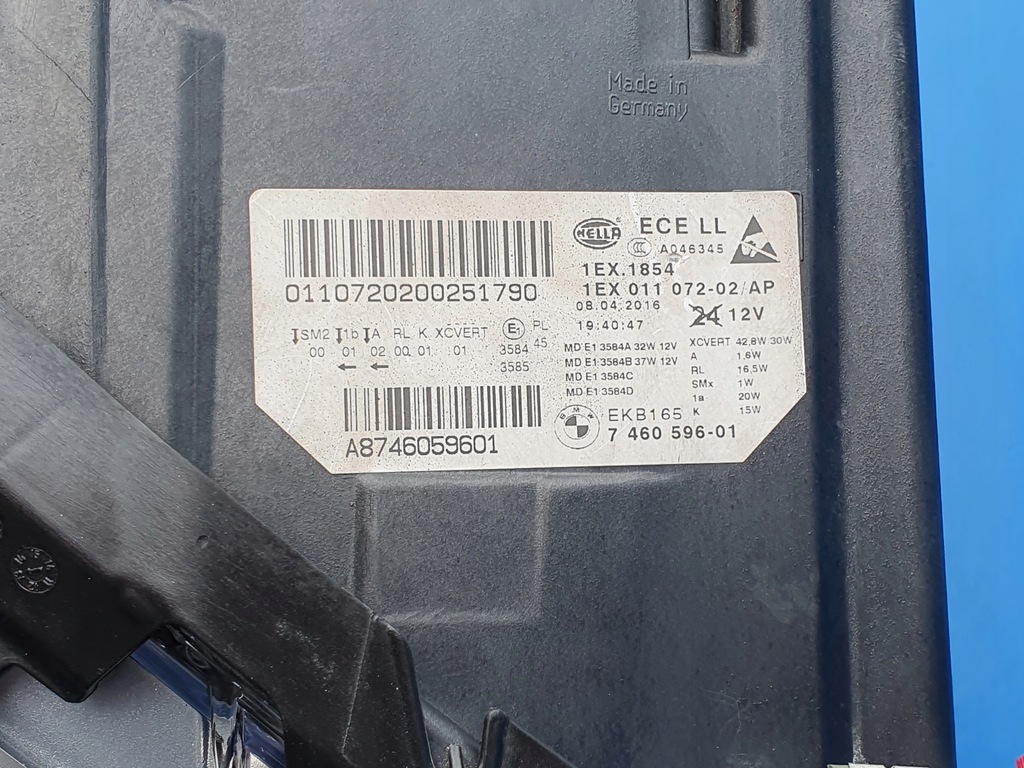 Made in
Germany
HELLA
ECE LL
CCC A046345
1EX.1854
0110720200251790
1EX 011 072-02/AP
08.04.2016
24 12V
19:40:47
SM2 1b A RL K XCVERT E1 PL
00 01 02 00 01 01 3584 45
3585
MD E1 3584A 32W 12V
MD E1 3584B 37W 12V
MD E1 3584C
MD E1 3584D
XCVERT 42,8W 30W
A 1,6W
RL 16,5W
SMx 1W
1a 20W
K 15W
A8746059601
BMW
EKB165
7 460 596-01